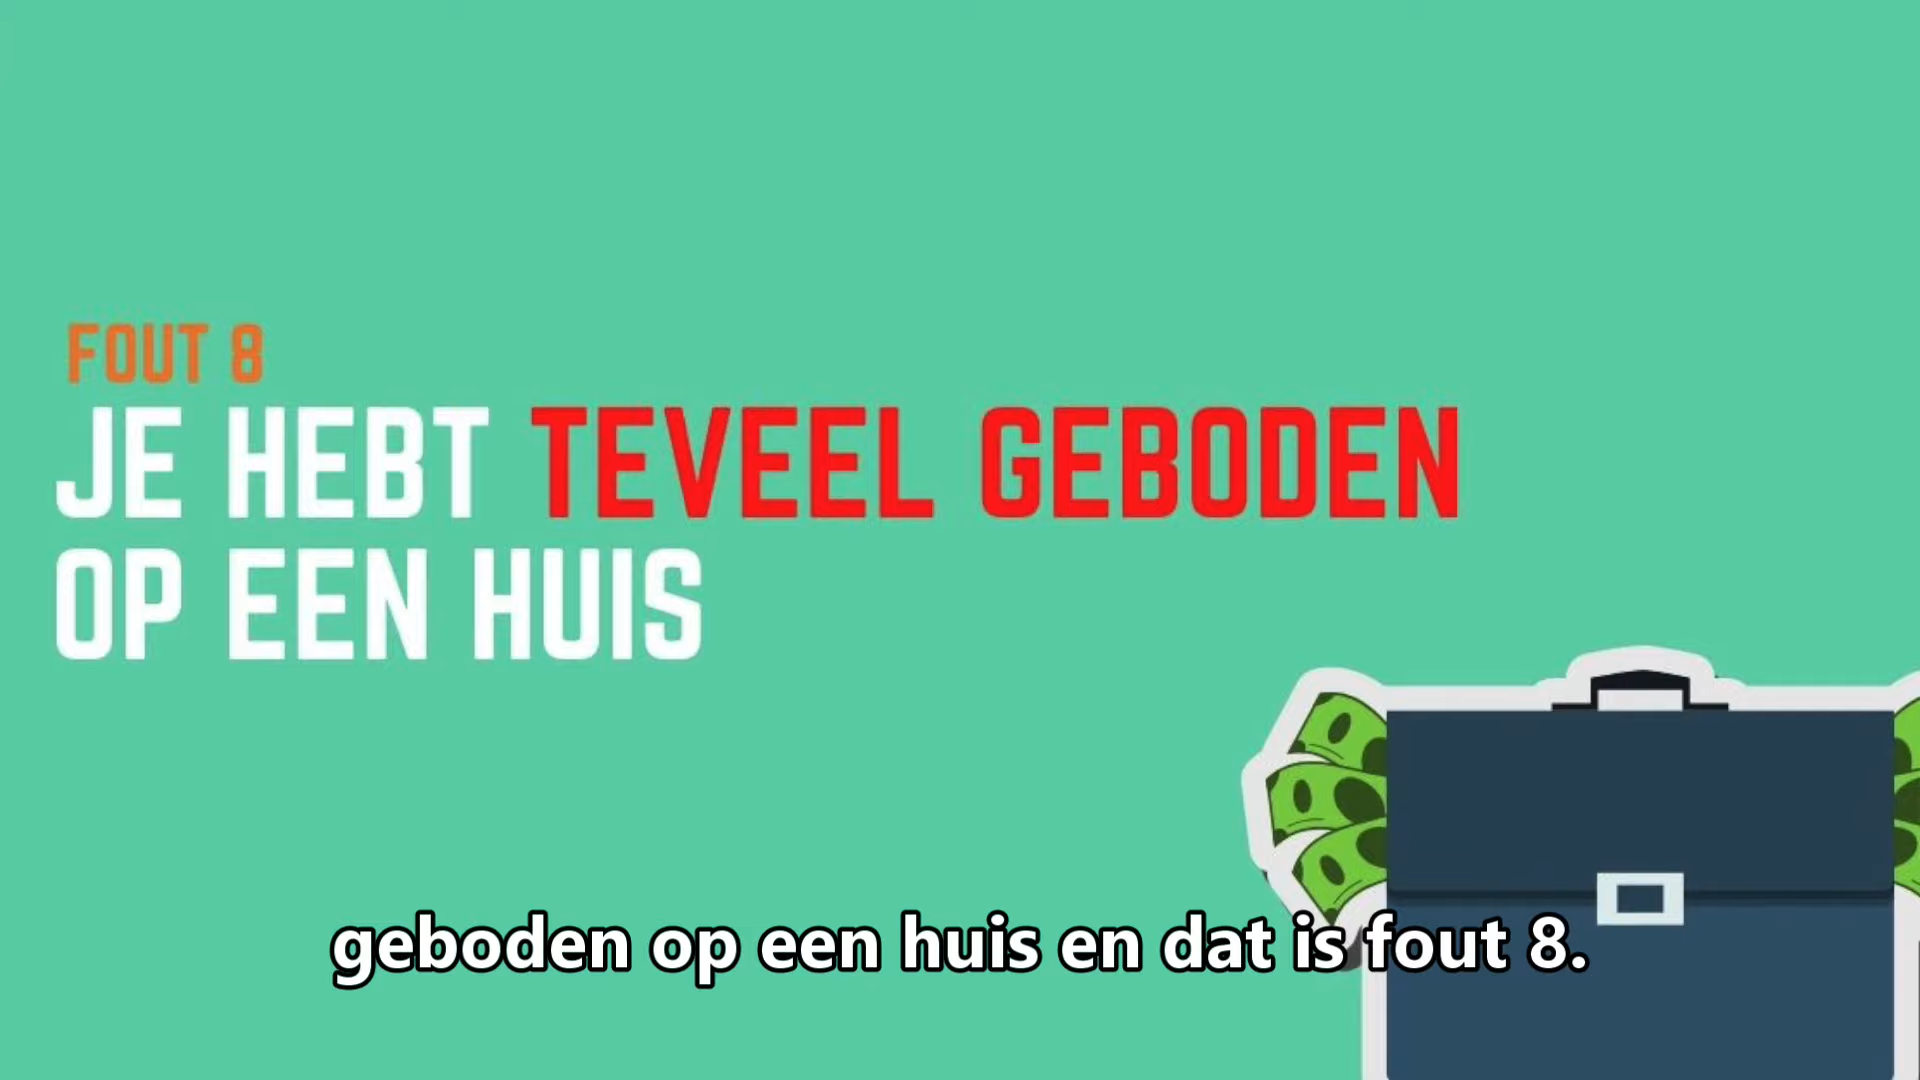 FOUT 8
JE HEBT TEVEEL GEBODEN
OP EEN HUIS
geboden op een huis en dat is fout 8.